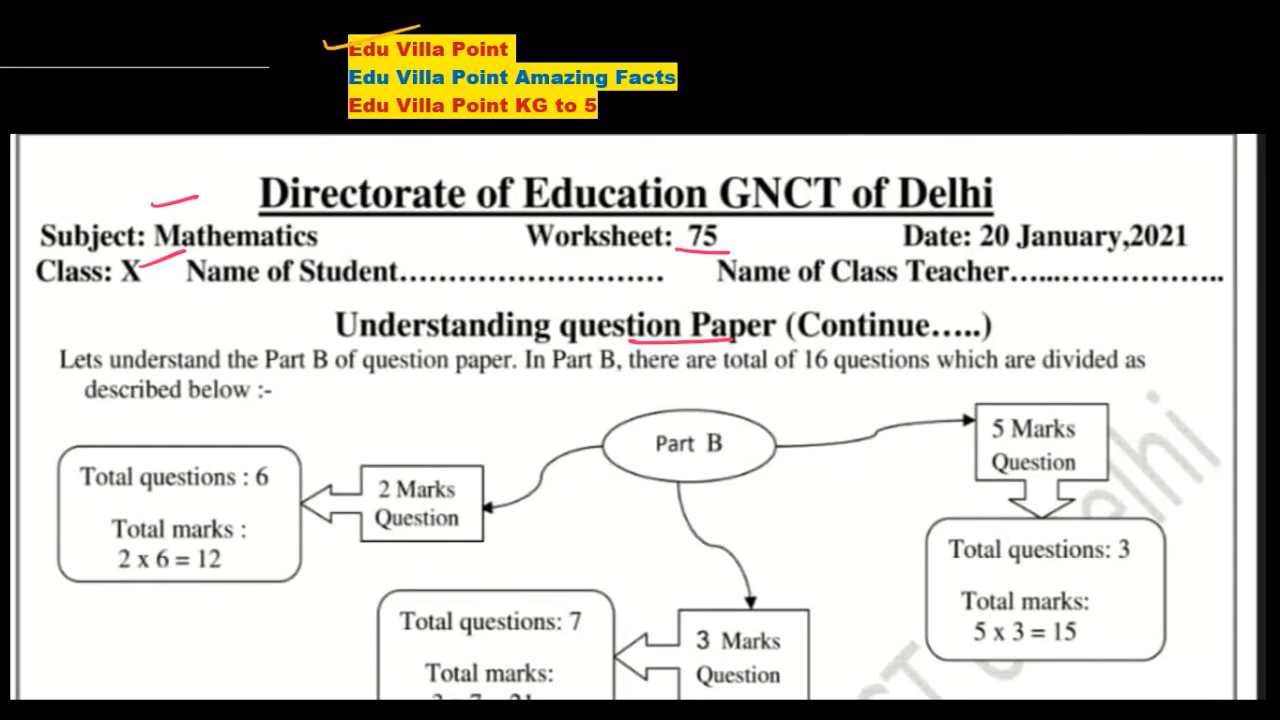 Edu Villa Point
Edu Villa Point Amazing Facts
Edu Villa Point KG to 5
Directorate of Education GNCT of Delhi
Subject: Mathematics Worksheet: 75 Date: 20 January,2021
Class: X Name of Student……………………… Name of Class Teacher…...……………..
Understanding question Paper (Continue…..)
Lets understand the Part B of question paper. In Part B, there are total of 16 questions which are divided as
described below :-
Part B
5 Marks
Question
Total questions : 6
Total marks :
2 x 6 = 12
2 Marks
Question
Total questions: 3
Total marks:
5 x 3 = 15
Total questions: 7
Total marks:
3 Marks
Question